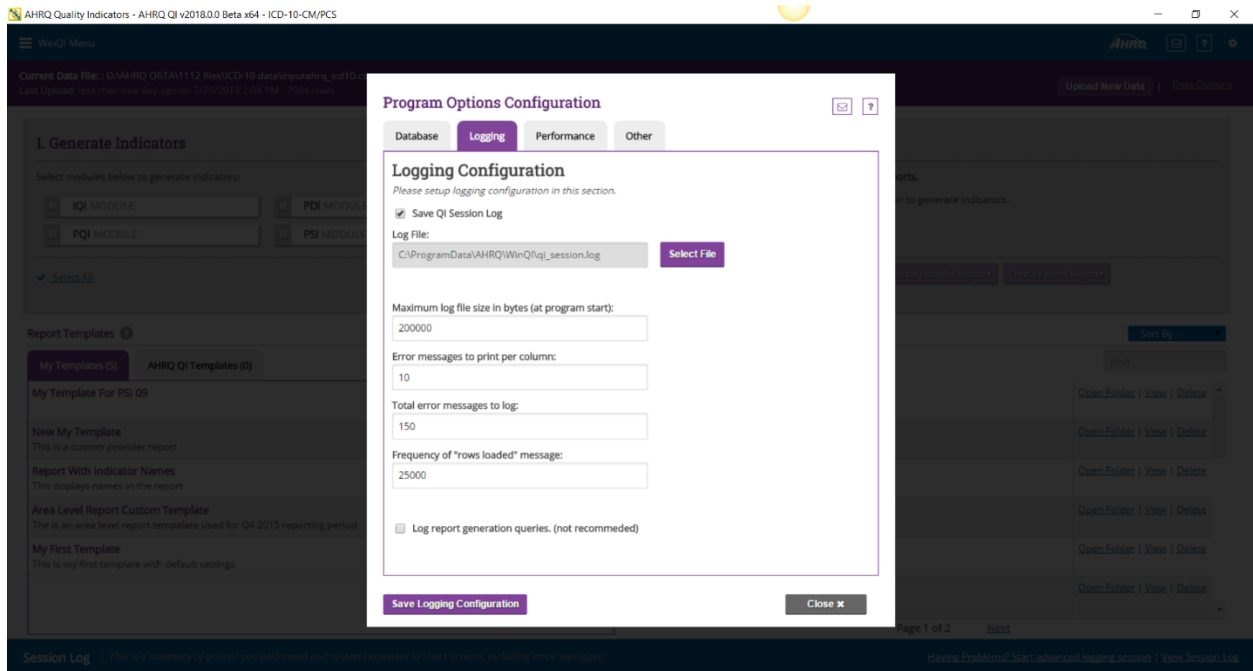 AHRQ Quality Indicators - AHRQ QI v2018.0.0 Beta x64 - ICD-10-CM/PCS
WinQI Menu
AHRQ
Current Data File: : D:\AHRQ QI\TA\1112 files\ICD-10 data\inputahrq_icd10.cs
Last Upload: less than one day ago on 3/29/2018 2:04 PM 7064 rows
Upload New Data | Data Options
Program Options Configuration
Database Logging Performance Other
Logging Configuration
Please setup logging configuration in this section.
Save QI Session Log
Log File:
C:\ProgramData\AHRQ\WinQI\qi_session.log Select File
Maximum log file size in bytes (at program start):
200000
Error messages to print per column:
10
Total error messages to log:
150
Frequency of "rows loaded" message:
25000
Log report generation queries. (not recommeded)
Save Logging Configuration Close x
1. Generate Indicators
Select modules below to generate indicators:
IQI MODULE PDI MODULE
PQI MODULE PSI MODULE
Select All
orts.
n to generate indicators.
Report Templates ?
-- Sort By --
My Templates (5) AHRQ QI Templates (0)
Find
My Template For PSI 09
Open Folder | View | Delete
New My Template
This is a custom provider report
Open Folder | View | Delete
Report With Indicator Names
This displays names in the report
Open Folder | View | Delete
Area Level Report Custom Template
The is an area level report tempalate used for Q4 2015 reporting period
Open Folder | View | Delete
My First Template
This is my first template with default settings
Open Folder | View | Delete
Open Folder | View | Delete
Page 1 of 2 Next
Session Log This is a summary of actions you performed and system responses to those actions, including error messages.
Having Problems? Start advanced logging session | View Session Log